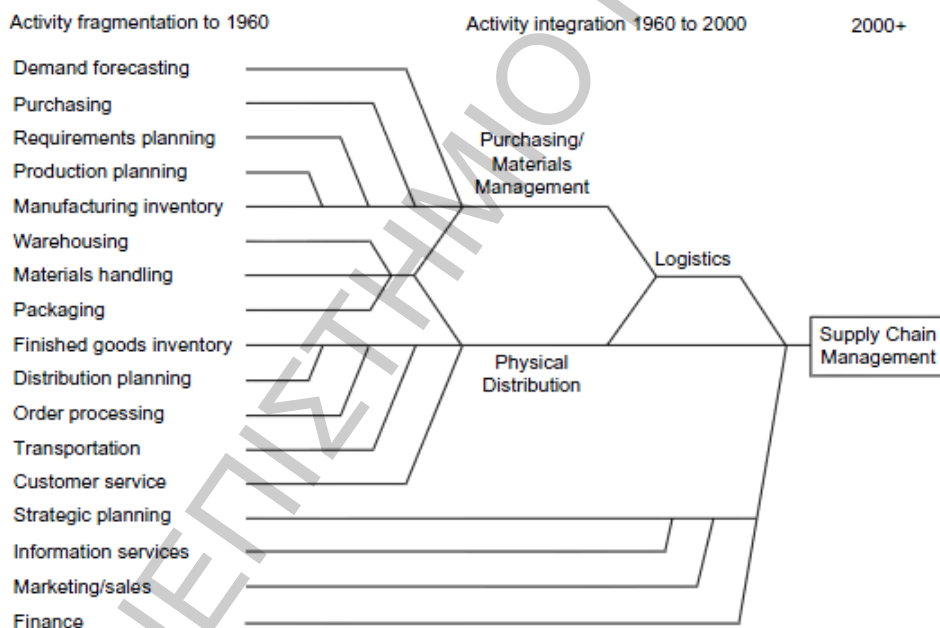 Activity fragmentation to 1960
Activity integration 1960 to 2000
2000+
Demand forecasting
Purchasing
Requirements planning
Production planning
Manufacturing inventory
Warehousing
Materials handling
Packaging
Finished goods inventory
Distribution planning
Order processing
Transportation
Customer service
Strategic planning
Information services
Marketing/sales
Finance
Purchasing/
Materials
Management
Physical
Distribution
Logistics
Supply Chain
Management